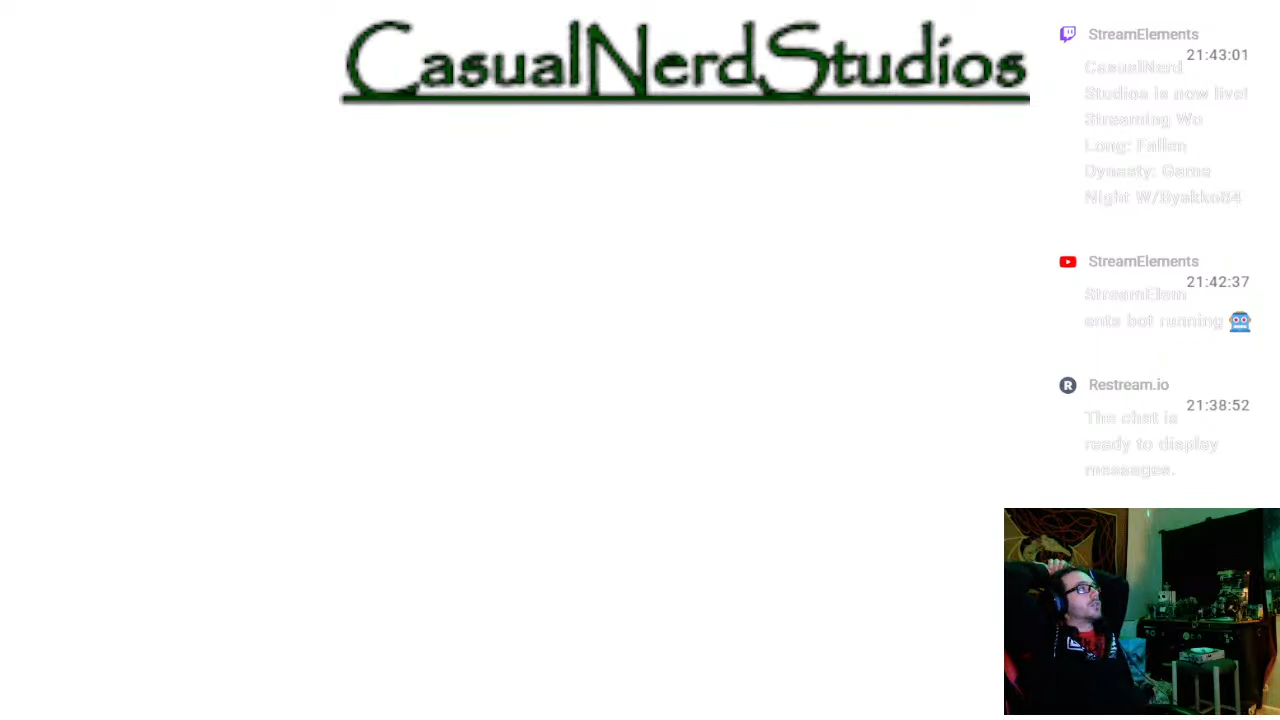 CasualNerdStudios
StreamElements
21:43:01
CasualNerd
Studios is now live!
Streaming Wo
Long: Fallen
Dynasty: Game
Night W/Byakko84
StreamElements
21:42:37
StreamElem
ents bot running
R Restream.io
21:38:52
The chat is
ready to display
messages.